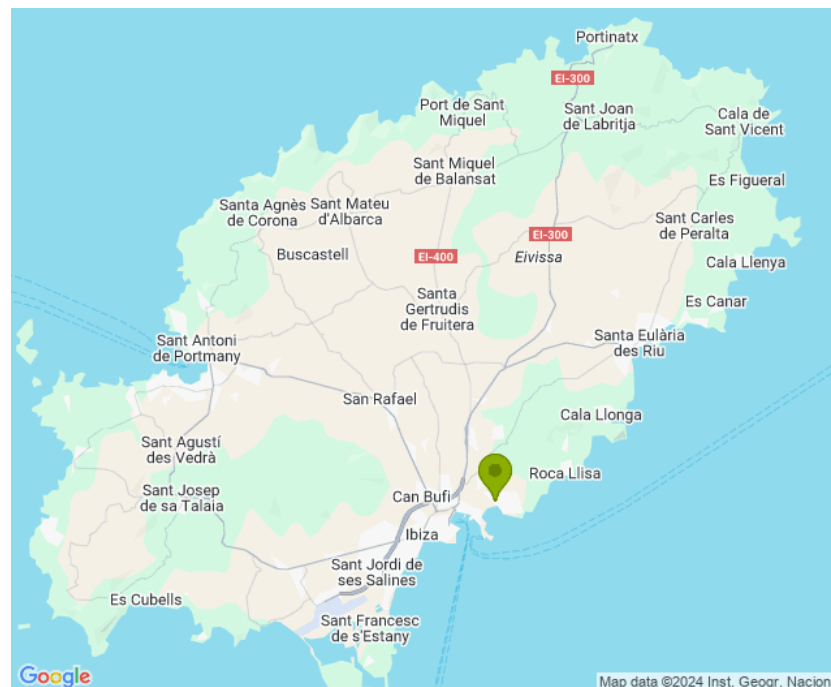 Portinatx
EI-300
Port de Sant
Miquel
Sant Joan
de Labritja
Cala de
Sant Vicent
Sant Miquel
de Balansat
Es Figueral
Santa Agnès
de Corona
Sant Mateu
d'Albarca
Sant Carles
de Peralta
EI-300
Buscastell
EI-400
Eivissa
Cala Llenya
Santa
Gertrudis
de Fruitera
Es Canar
Sant Antoni
de Portmany
Santa Eulària
des Riu
San Rafael
Cala Llonga
Sant Agustí
des Vedrà
Roca Llisa
Sant Josep
de sa Talaia
Can Bufi
Ibiza
Sant Jordi de
ses Salines
Es Cubells
Sant Francesc
de s'Estany
Google
Map data ©2024 Inst. Geogr. Nacion